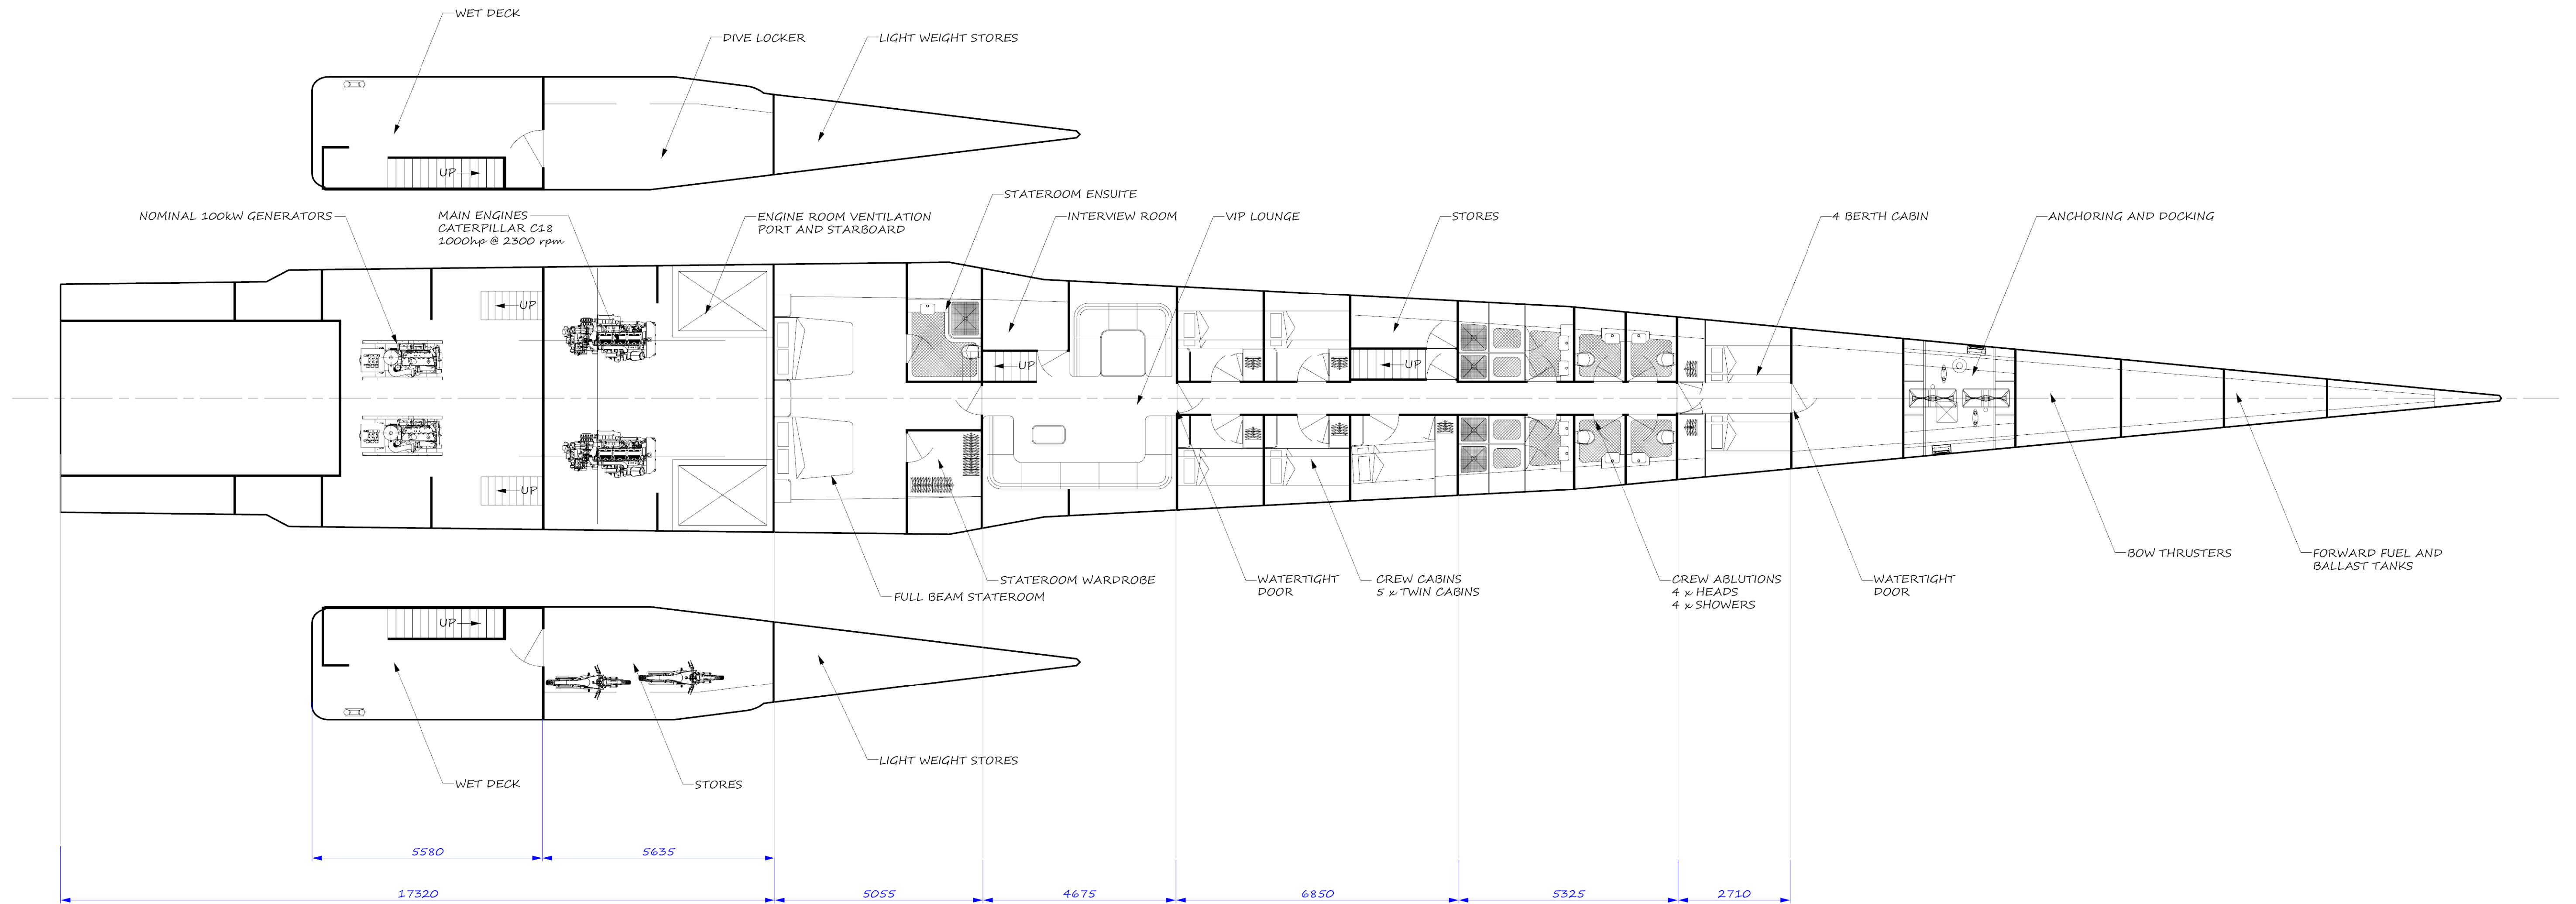 WET DECK
DIVE LOCKER
LIGHT WEIGHT STORES
UP
STATEROOM ENSUITE
NOMINAL 100kW GENERATORS
MAIN ENGINES
CATERPILLAR C18
1000hp @ 2300 rpm
ENGINE ROOM VENTILATION
PORT AND STARBOARD
INTERVIEW ROOM
VIP LOUNGE
STORES
4 BERTH CABIN
ANCHORING AND DOCKING
UP
UP
UP
UP
BOW THRUSTERS
FORWARD FUEL AND
BALLAST TANKS
STATEROOM WARDROBE
FULL BEAM STATEROOM
WATERTIGHT
DOOR
CREW CABINS
5 x TWIN CABINS
CREW ABLUTIONS
4 x HEADS
4 x SHOWERS
WATERTIGHT
DOOR
UP
LIGHT WEIGHT STORES
WET DECK
STORES
5580
5635
17320
5055
4675
6850
5325
2710